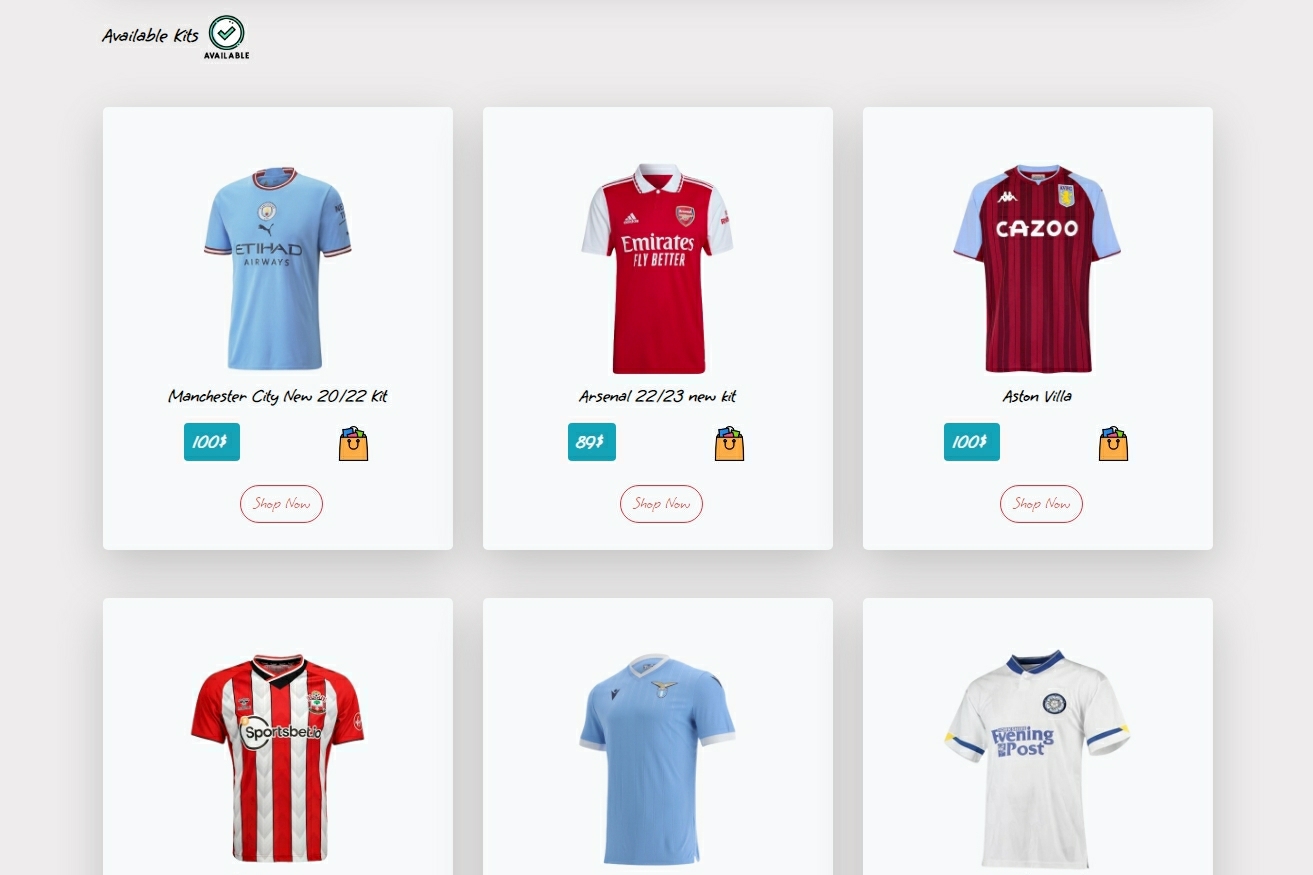 Available Kits
AVAILABLE
ETIHAD
AIRWAYS
Emirates
FLY BETTER
CAZOO
Manchester City New 20/22 Kit
Arsenal 22/23 new kit
Aston Villa
100$
89$
100$
Shop Now
Shop Now
Shop Now
Sportsbet.io
Evening
Post